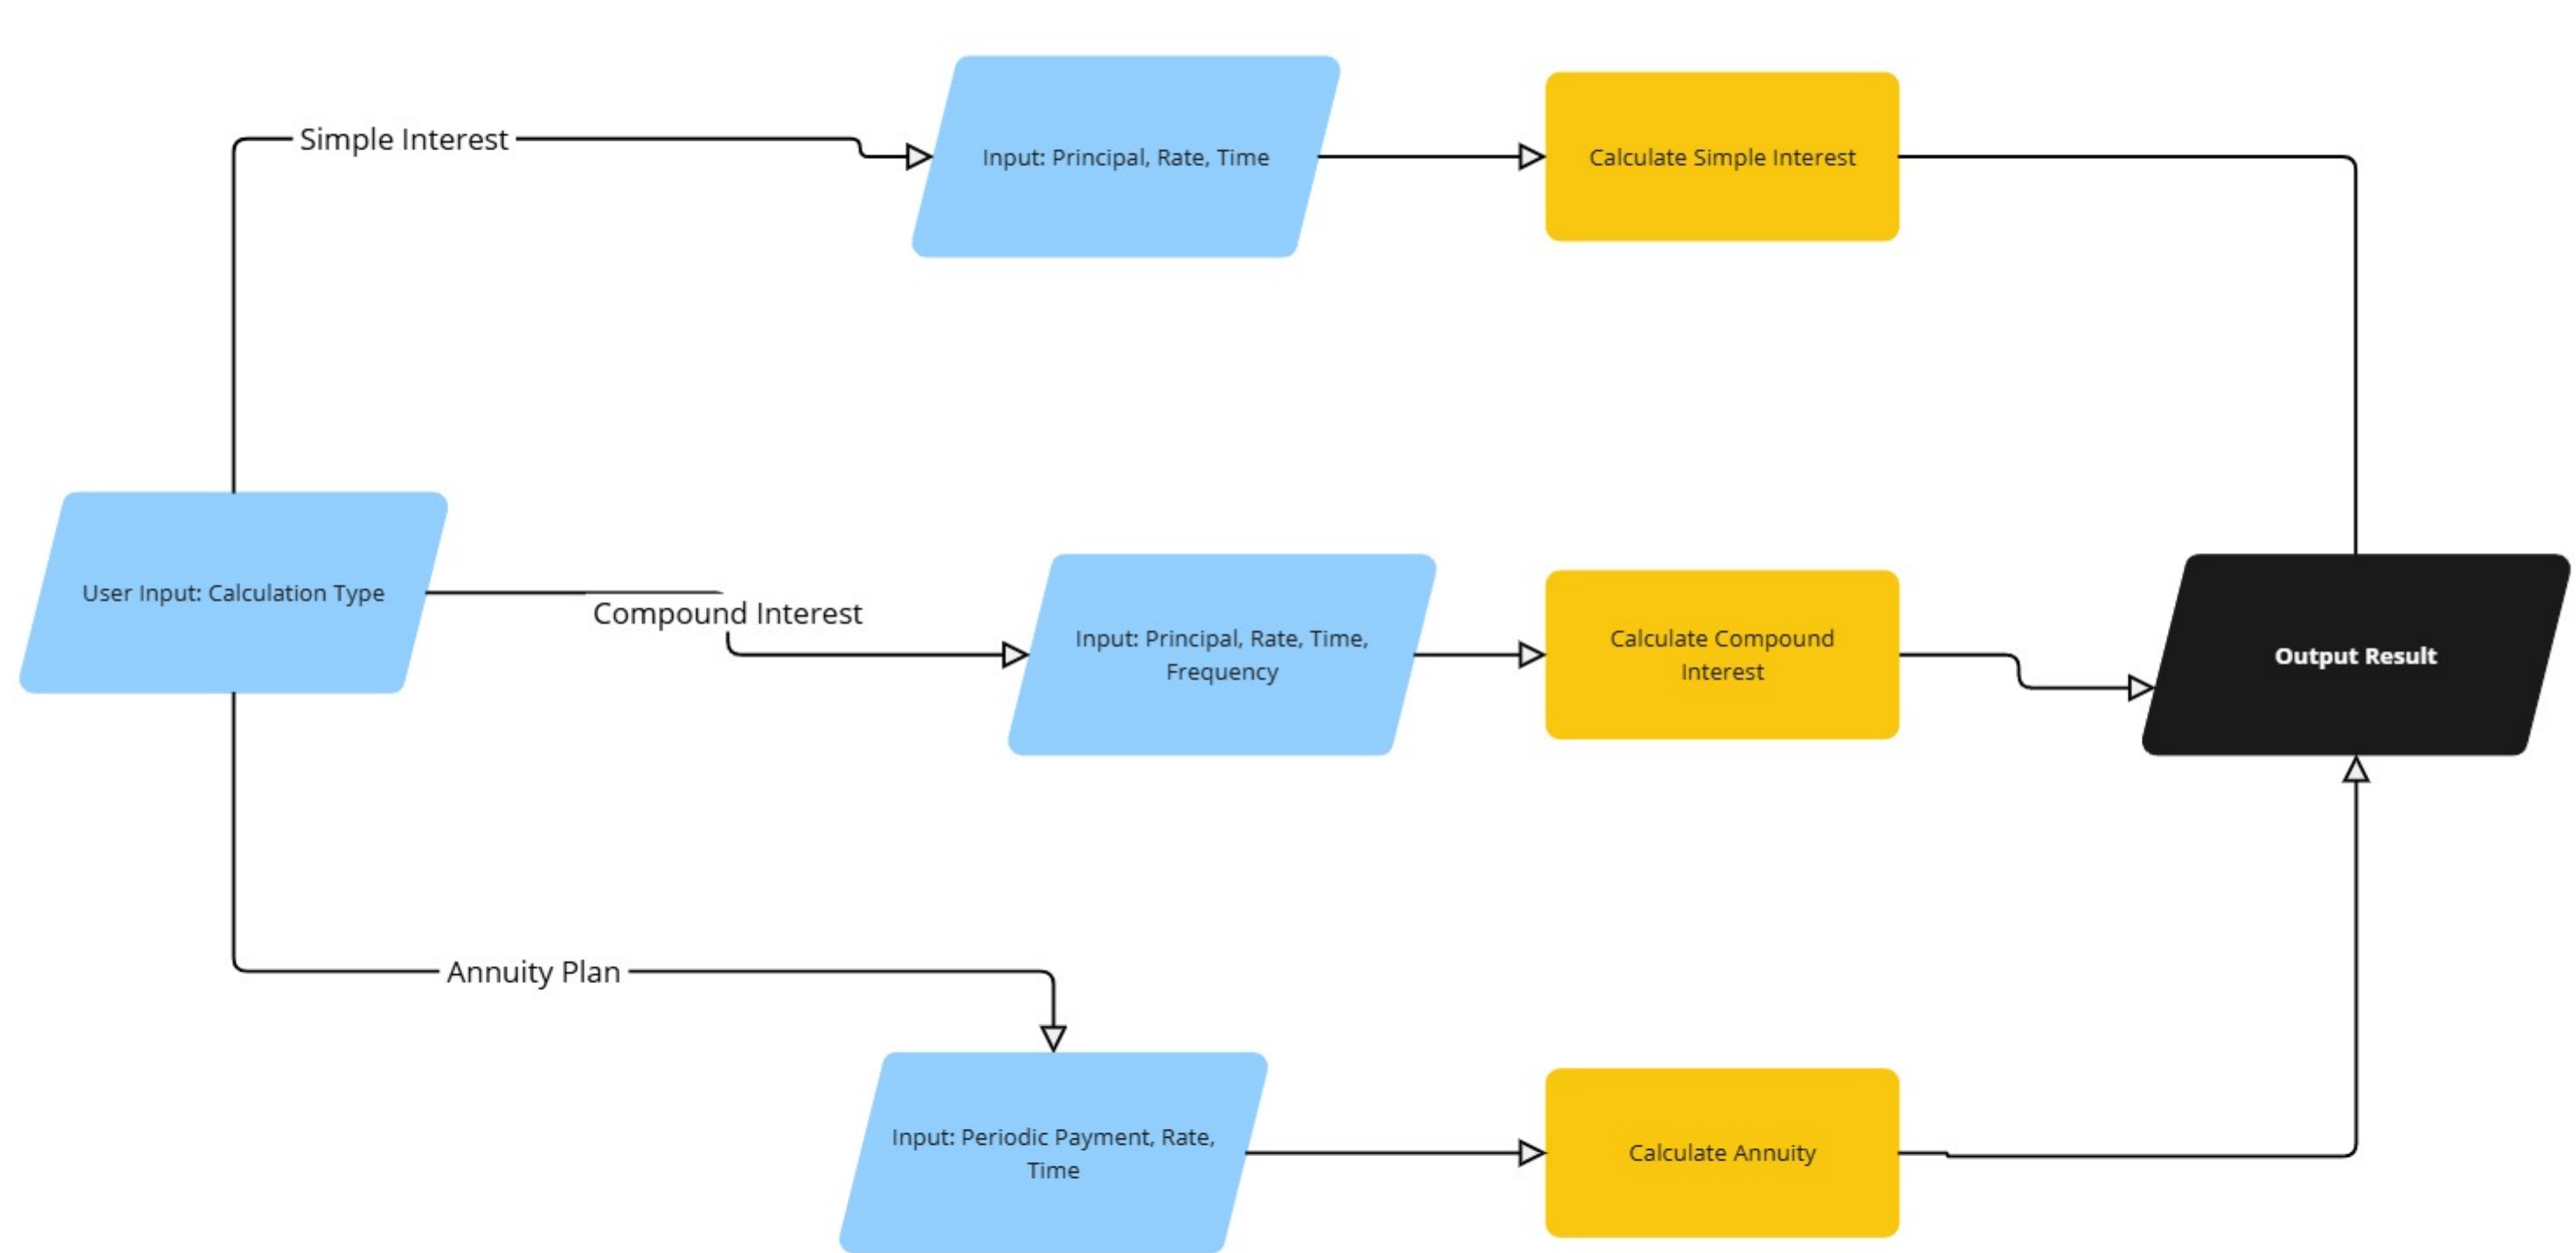 Simple Interest
Input: Principal, Rate, Time
Calculate Simple Interest
User Input: Calculation Type
Compound Interest
Input: Principal, Rate, Time,
Frequency
Calculate Compound
Interest
Output Result
Annuity Plan
Input: Periodic Payment, Rate,
Time
Calculate Annuity